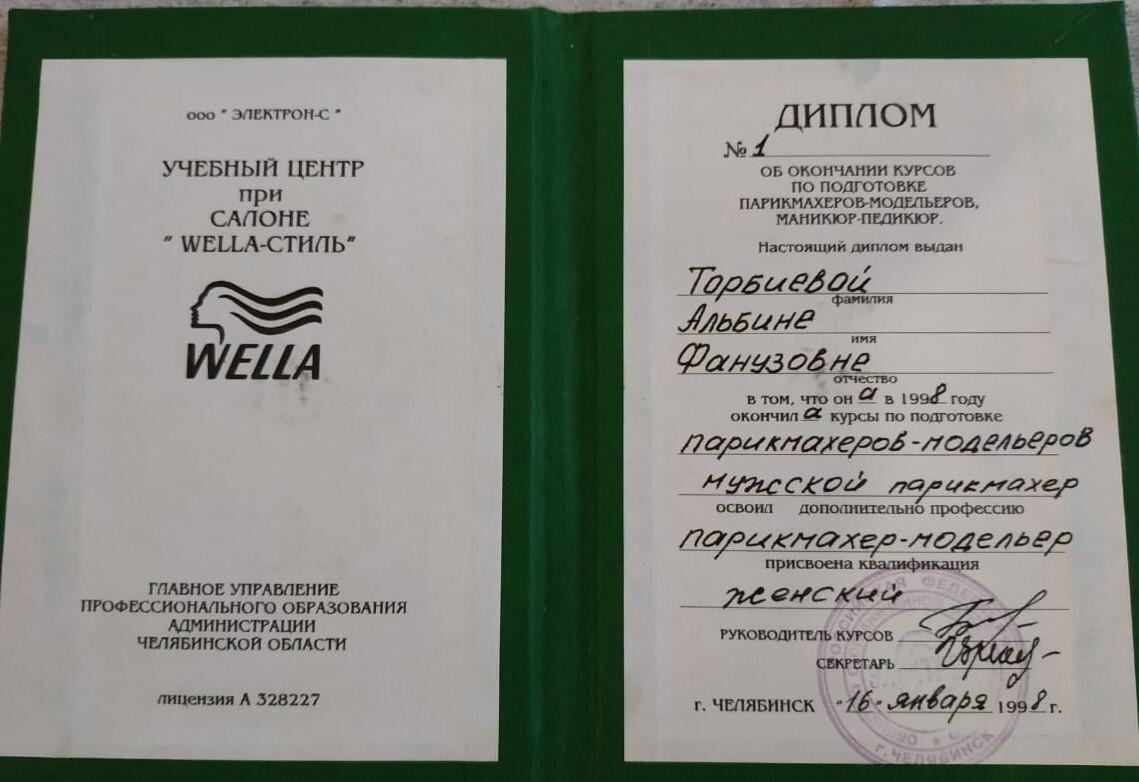 ООО " ЭЛЕКТРОН-С "
УЧЕБНЫЙ ЦЕНТР
при
САЛОНЕ
" WELLA-СТИЛЬ"
WELLA
ГЛАВНОЕ УПРАВЛЕНИЕ
ПРОФЕССИОНАЛЬНОГО ОБРАЗОВАНИЯ
АДМИНИСТРАЦИИ
ЧЕЛЯБИНСКОЙ ОБЛАСТИ
лицензия А 328227
ДИПЛОМ
№ 1
ОБ ОКОНЧАНИИ КУРСОВ
ПО ПОДГОТОВКЕ
ПАРИКМАХЕРОВ-МОДЕЛЬЕРОВ,
МАНИКЮР-ПЕДИКЮР.
Настоящий диплом выдан
Торбиевой
фамилия
Альбине
имя
Фанузовне
отчество
в том, что он а в 1998 году
окончил а курсы по подготовке
парикмахеров-модельеров
мужской парикмахер
освоил дополнительно профессию
парикмахер-модельер
присвоена квалификация
женский
РУКОВОДИТЕЛЬ КУРСОВ
СЕКРЕТАРЬ
г. ЧЕЛЯБИНСК "16" января 1998 г.
г. ЧЕЛЯБИНСК